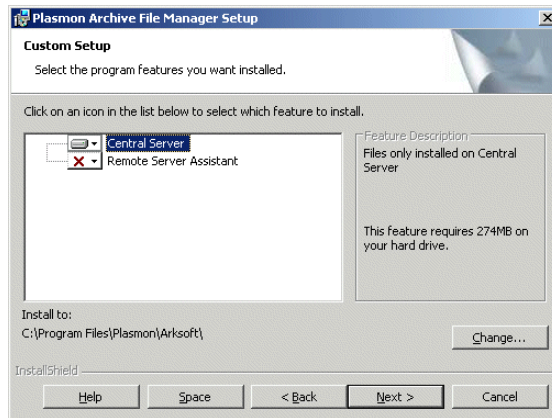 Plasmon Archive File Manager Setup
Custom Setup
Select the program features you want installed.
Click on an icon in the list below to select which feature to install.
Central Server
Remote Server Assistant
Feature Description
Files only installed on Central
Server
This feature requires 274MB on
your hard drive.
Install to:
C:\Program Files\Plasmon\Arksoft\
Change...
InstallShield
Help
Space
< Back
Next >
Cancel